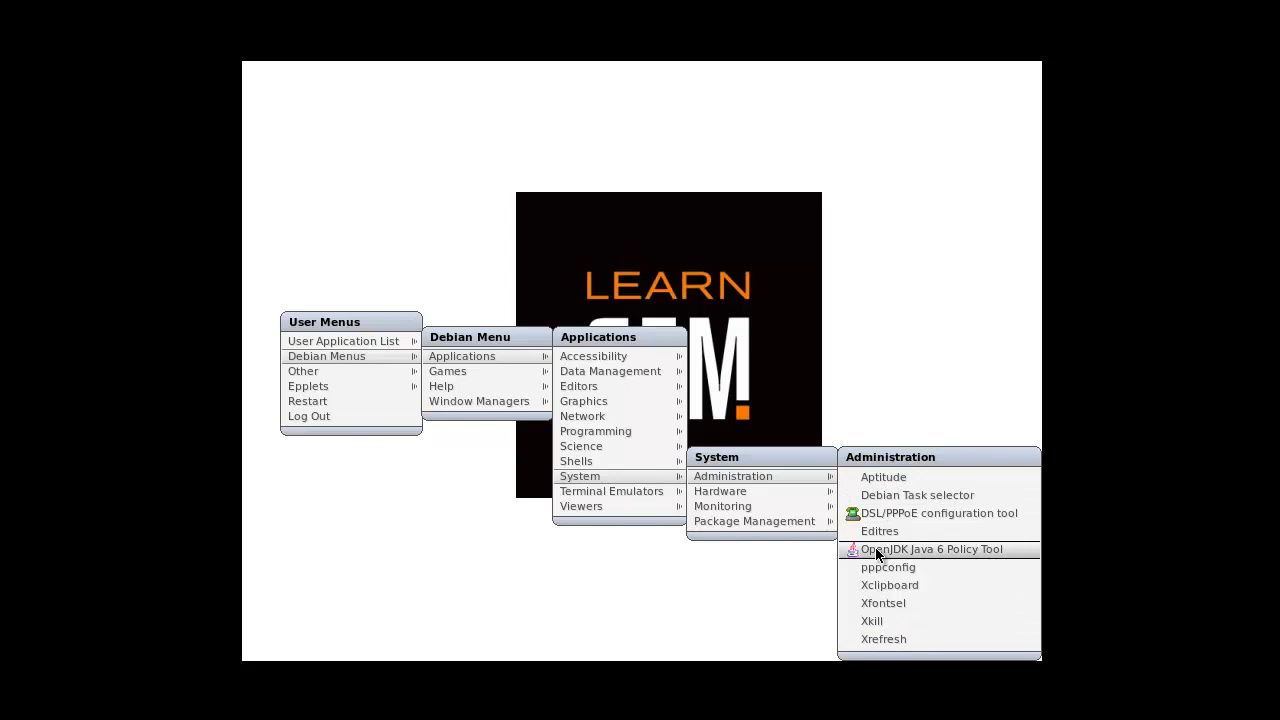 LEARN
User Menus
User Application List
Debian Menus
Other
Epplets
Restart
Log Out
Debian Menu
Applications
Games
Help
Window Managers
Applications
Accessibility
Data Management
Editors
Graphics
Network
Programming
Science
Shells
System
Terminal Emulators
Viewers
System
Administration
Hardware
Monitoring
Package Management
Administration
Aptitude
Debian Task selector
DSL/PPPoE configuration tool
Editres
OpenJDK Java 6 Policy Tool
pppconfig
Xclipboard
Xfontsel
Xkill
Xrefresh